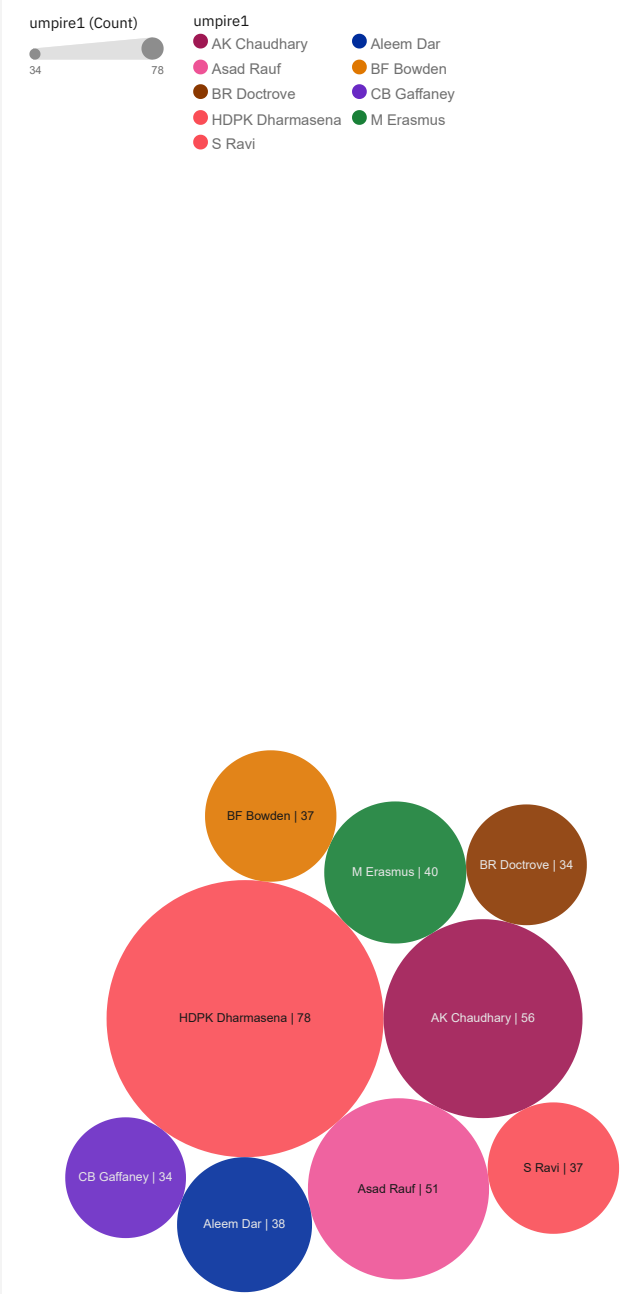 umpire1 (Count)
34 78
umpire1
AK Chaudhary
Aleem Dar
Asad Rauf
BF Bowden
BR Doctrove
CB Gaffaney
HDPK Dharmasena
M Erasmus
S Ravi
BF Bowden | 37
M Erasmus | 40
BR Doctrove | 34
HDPK Dharmasena | 78
AK Chaudhary | 56
CB Gaffaney | 34
Asad Rauf | 51
S Ravi | 37
Aleem Dar | 38